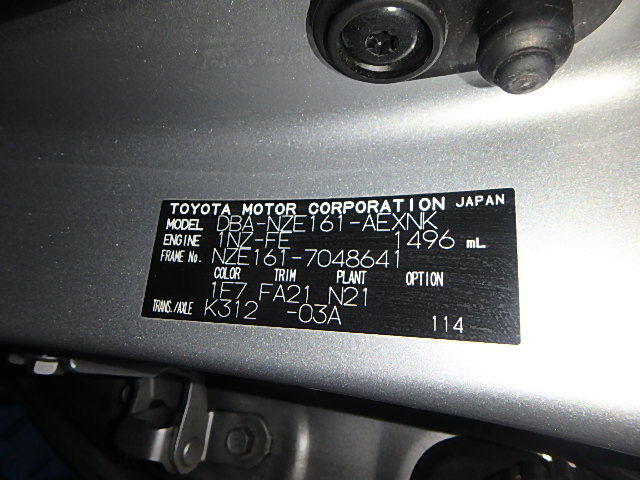 TOYOTA MOTOR CORPORATION JAPAN
MODEL DBA-NZE161-AEXNK
ENGINE 1NZ-FE 1496 mL
FRAME No. NZE161-7048641
COLOR TRIM PLANT OPTION
1E7 FA21 N21
TRANS./AXLE K312 -03A
114